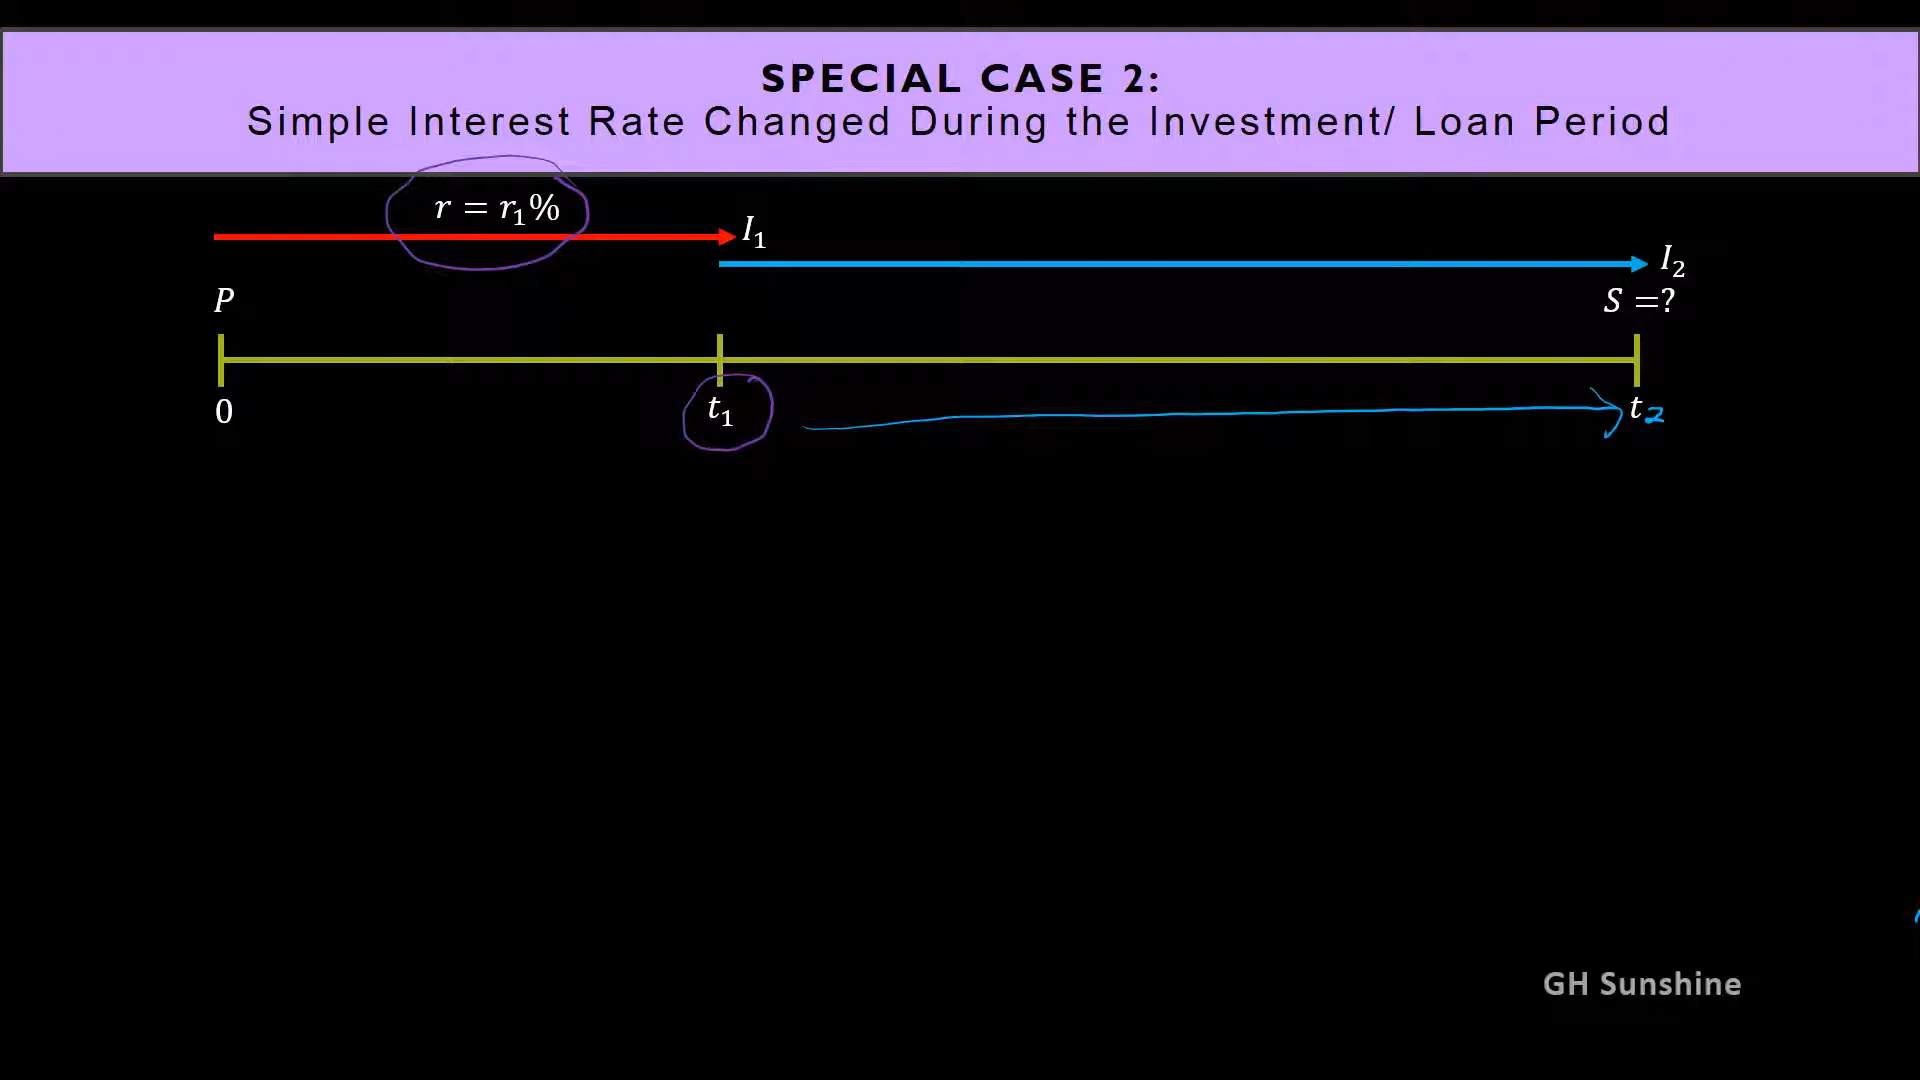 SPECIAL CASE 2:
Simple Interest Rate Changed During the Investment/ Loan Period
r = r₁%
I₁
I₂
P
S =?
0
t₁
t₂
GH Sunshine